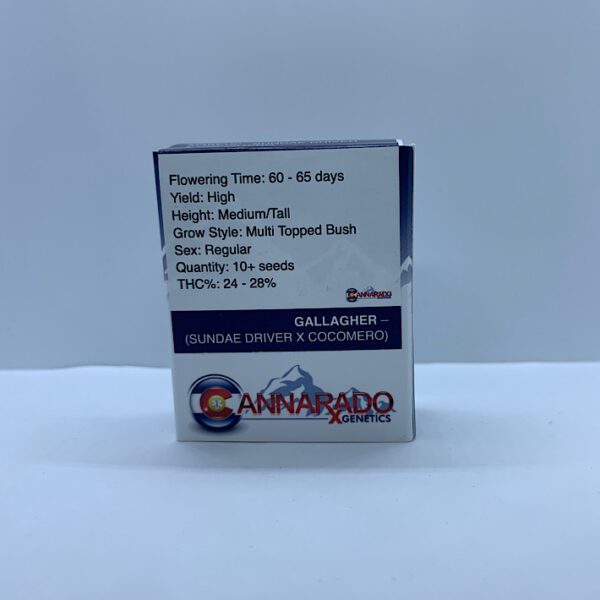 Flowering Time: 60 - 65 days
Yield: High
Height: Medium/Tall
Grow Style: Multi Topped Bush
Sex: Regular
Quantity: 10+ seeds
THC%: 24 - 28%
CANNARADO
GALLAGHER –
(SUNDAE DRIVER X COCOMERO)
CANNARADO
GENETICS